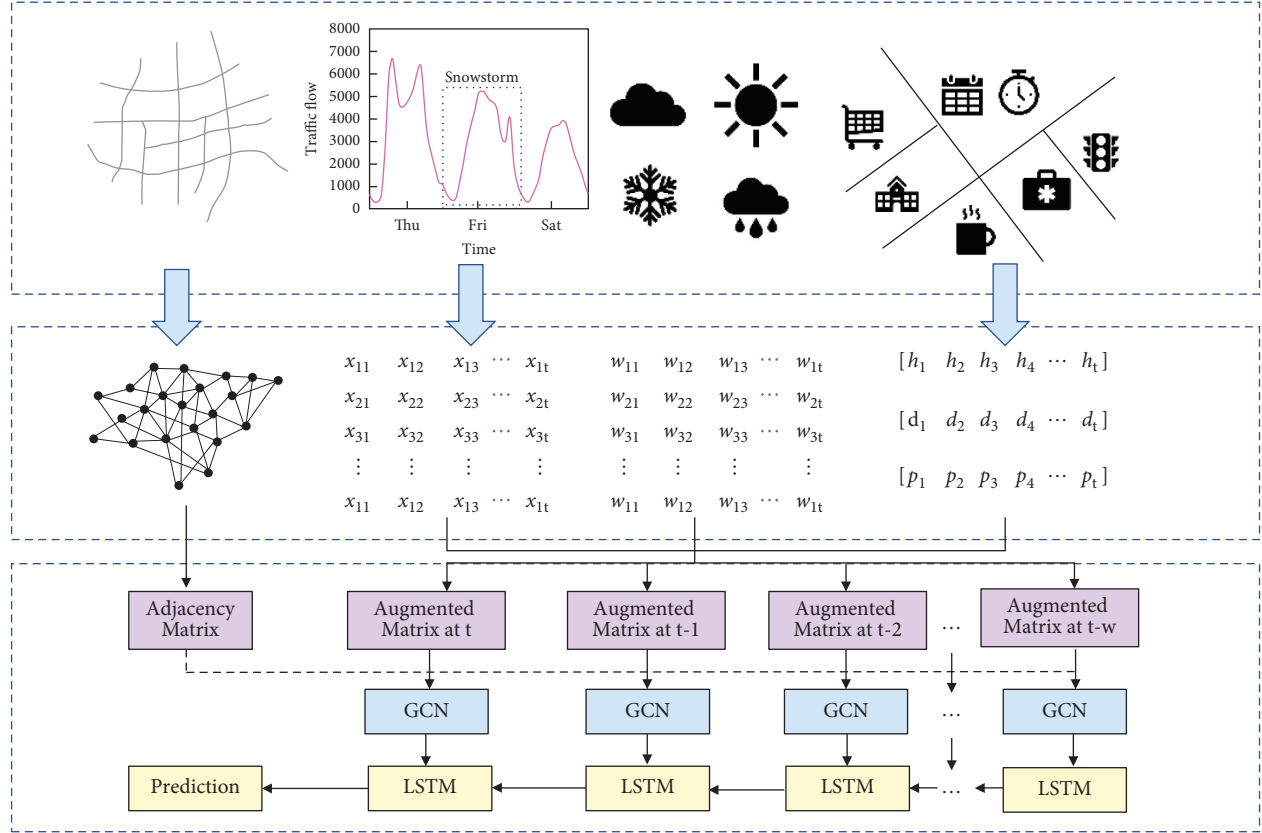 8000
7000
6000
5000
4000
3000
2000
1000
0
Traffic flow
Snowstorm
Thu Fri Sat
Time
x11 x12 x13 ··· x1t w11 w12 w13 ··· w1t [h1 h2 h3 h4 ··· ht]
x21 x22 x23 ··· x2t w21 w22 w23 ··· w2t
[d1 d2 d3 d4 ··· dt]
x31 x32 x33 ··· x3t w31 w32 w33 ··· w3t
⋮ ⋮ ⋮ ⋮ ⋮ ⋮ ⋮ ⋮
[p1 p2 p3 p4 ··· pt]
x11 x12 x13 ··· x1t w11 w12 w13 ··· w1t
Adjacency
Matrix
Augmented
Matrix at t
Augmented
Matrix at t-1
Augmented
Matrix at t-2
...
Augmented
Matrix at t-w
GCN GCN GCN ... GCN
Prediction LSTM LSTM LSTM ... LSTM